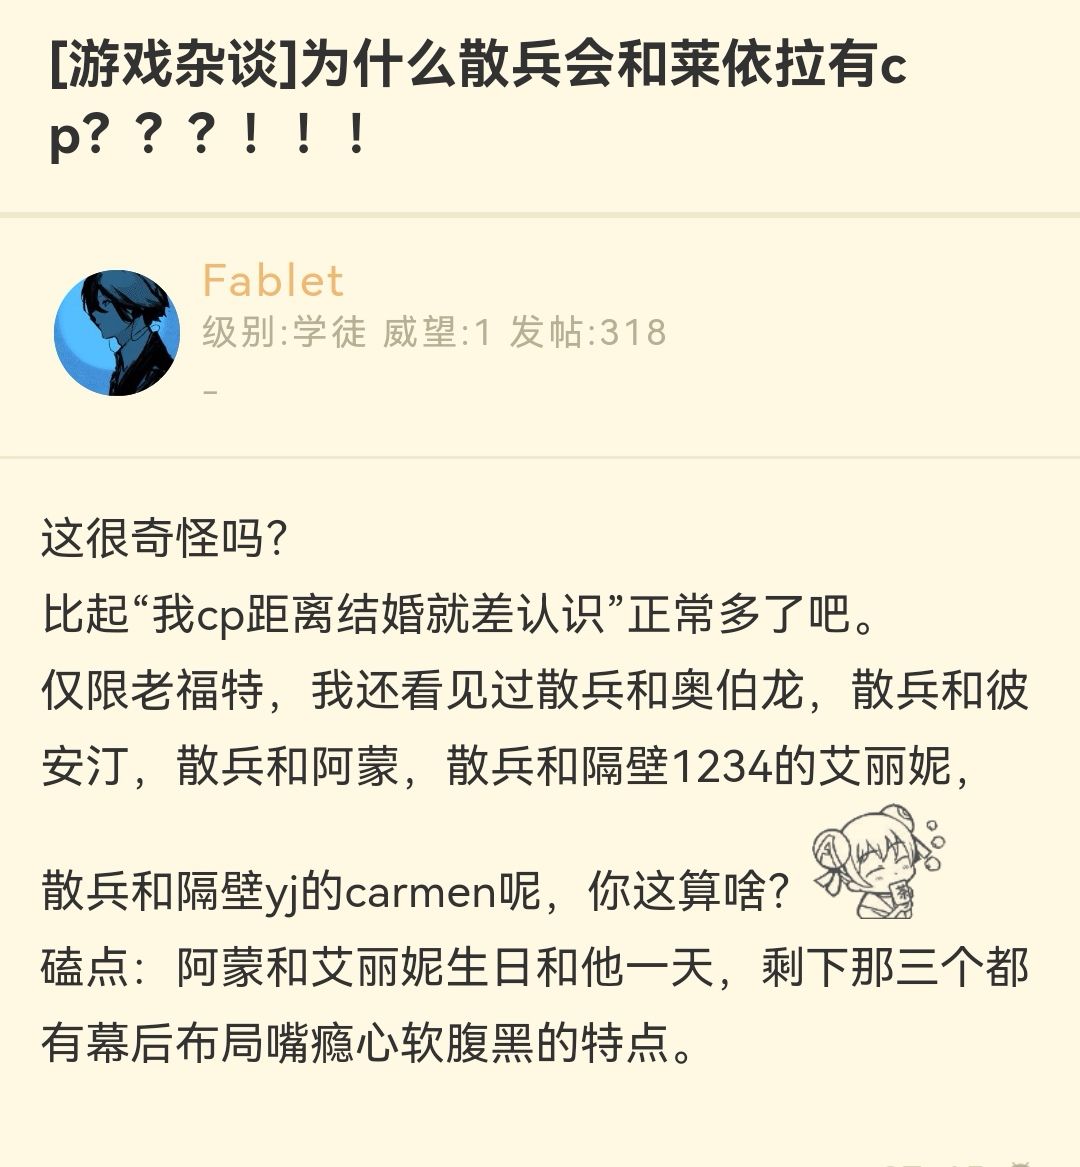 [游戏杂谈]为什么散兵会和莱依拉有c
p？？？！！！
Fablet
级别:学徒 威望:1 发帖:318
-
这很奇怪吗？
比起“我cp距离结婚就差认识”正常多了吧。
仅限老福特，我还看见过散兵和奥伯龙，散兵和彼
安汀，散兵和阿蒙，散兵和隔壁1234的艾丽妮，
散兵和隔壁yj的carmen呢，你这算啥？
磕点：阿蒙和艾丽妮生日和他一天，剩下那三个都
有幕后布局嘴瘾心软腹黑的特点。